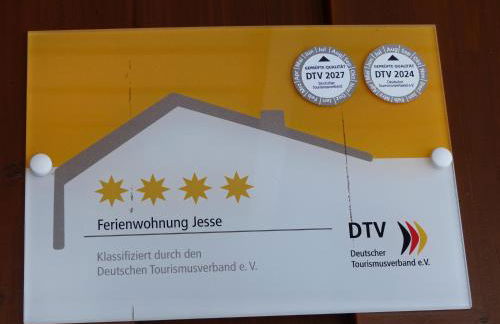 GEPRÜFTE QUALITÄT
DTV 2027
Deutscher
Tourismusverband e.V.
GEPRÜFTE QUALITÄT
DTV 2024
Deutscher
Tourismusverband e.V.
Ferienwohnung Jesse
Klassifiziert durch den
Deutschen Tourismusverband e. V.
DTV
Deutscher
Tourismusverband e.V.